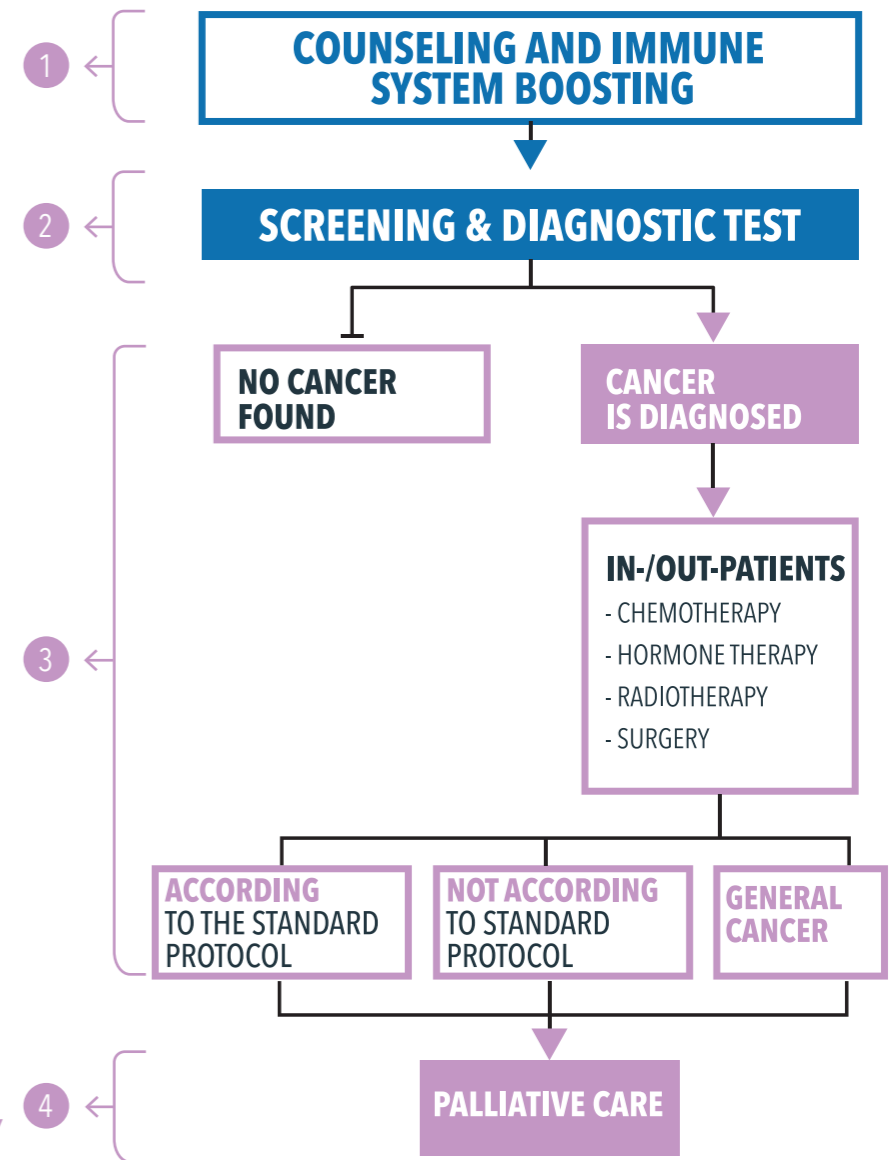 1
COUNSELING AND IMMUNE
SYSTEM BOOSTING
2
SCREENING & DIAGNOSTIC TEST
NO CANCER
FOUND
CANCER
IS DIAGNOSED
3
IN-/OUT-PATIENTS
- CHEMOTHERAPY
- HORMONE THERAPY
- RADIOTHERAPY
- SURGERY
ACCORDING
TO THE STANDARD
PROTOCOL
NOT ACCORDING
TO STANDARD
PROTOCOL
GENERAL
CANCER
4
PALLIATIVE CARE